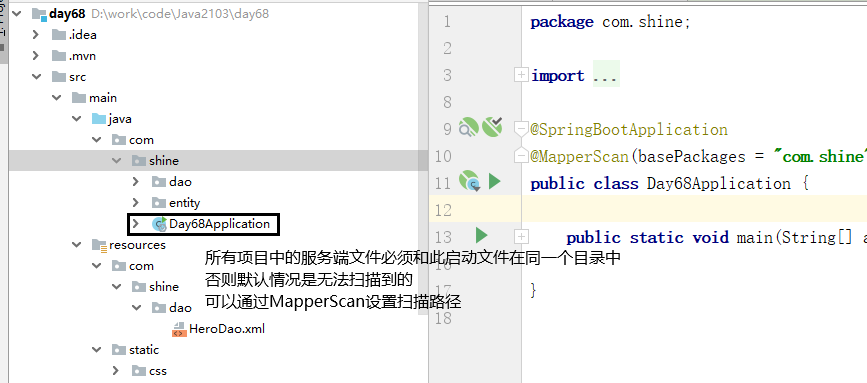 day68 D:\work\code\Java2103\day68
.idea
.mvn
src
main
java
com
shine
dao
entity
Day68Application
resources
com
shine
dao
HeroDao.xml
static
css
所有项目中的服务端文件必须和此启动文件在同一个目录中
否则默认情况是无法扫描到的
可以通过MapperScan设置扫描路径
1 package com.shine;
2
3 import ...
8
9 @SpringBootApplication
10 @MapperScan(basePackages = "com.shine"
11 public class Day68Application {
12
13 public static void main(String[] a
}
18